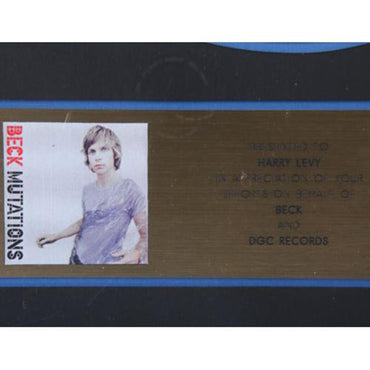 BECK MUTATIONS
PRESENTED TO
HARRY LEVY
IN APPRECIATION OF YOUR
EFFORTS ON BEHALF OF
BECK
AND
DGC RECORDS